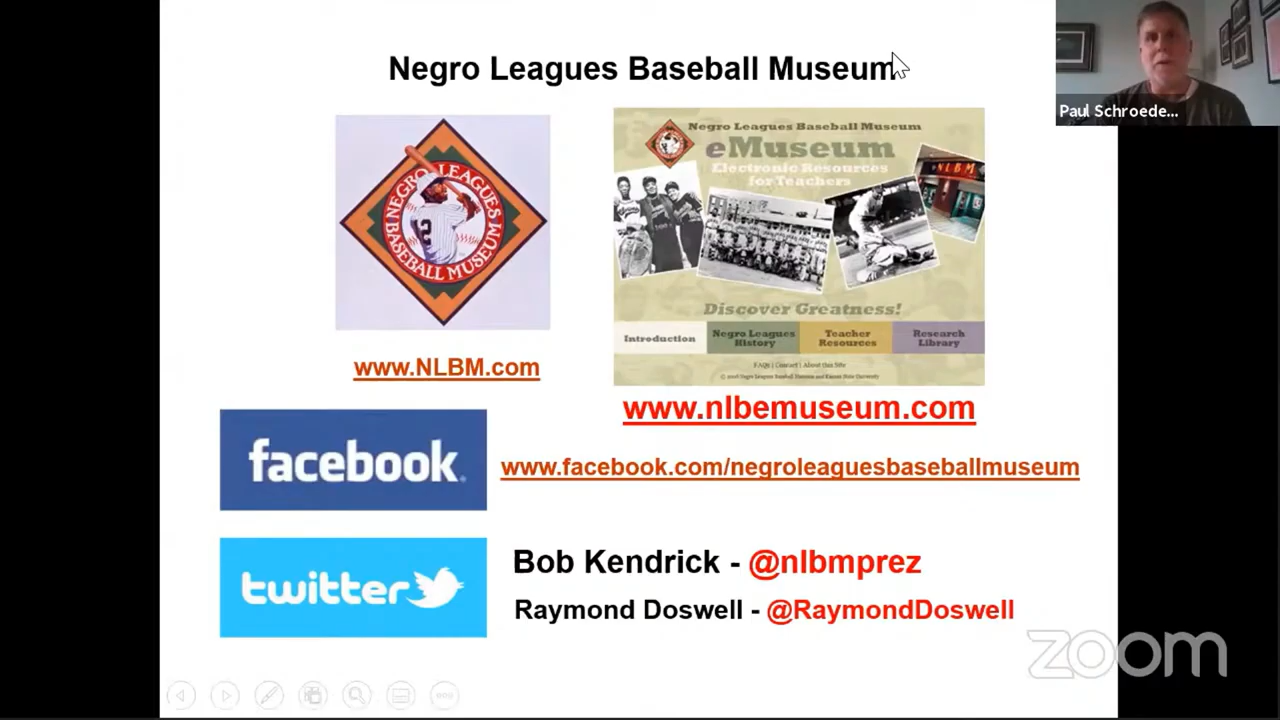 Negro Leagues Baseball Museum
Paul Schroede...
NEGRO LEAGUES
BASEBALL MUSEUM
12
Negro Leagues Baseball Museum
eMuseum
Electronic Resources
for Teachers
NLBM
Discover Greatness!
Introduction
Negro Leagues
History
Teacher
Resources
Research
Library
FAQs | Contact | About this Site
© 2006 Negro Leagues Baseball Museum and Kansas State University
www.NLBM.com
www.nlbemuseum.com
facebook.
www.facebook.com/negroleaguesbaseballmuseum
twitter
Bob Kendrick - @nlbmprez
Raymond Doswell - @RaymondDoswell
zoom